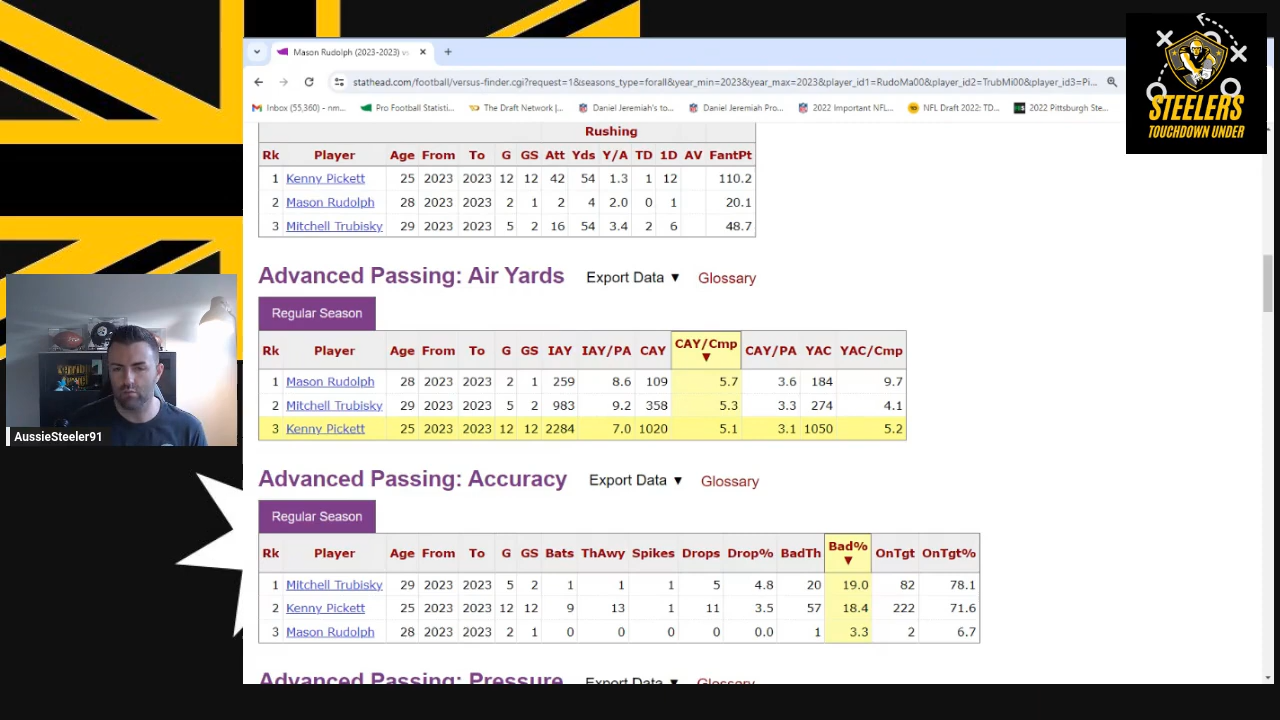 Mason Rudolph (2023-2023) vs
stathead.com/football/versus-finder.cgi?request=1&seasons_type=forall&year_min=2023&year_max=2023&player_id1=RudoMa00&player_id2=TrubMi00&player_id3=Pi...
Inbox (55,360) - nm... Pro Football Statisti... The Draft Network |... Daniel Jeremiah's to... Daniel Jeremiah Pro... 2022 Important NFL... NFL Draft 2022: TD... 2022 Pittsburgh Ste...
STEELERS
TOUCHDOWN UNDER
Rushing
Rk Player Age From To G GS Att Yds Y/A TD 1D AV FantPt
1 Kenny Pickett 25 2023 2023 12 12 42 54 1.3 1 12 110.2
2 Mason Rudolph 28 2023 2023 2 1 2 4 2.0 0 1 20.1
3 Mitchell Trubisky 29 2023 2023 5 2 16 54 3.4 2 6 48.7
Advanced Passing: Air Yards Export Data ▼ Glossary
Regular Season
Rk Player Age From To G GS IAY IAY/PA CAY CAY/Cmp ▼ CAY/PA YAC YAC/Cmp
1 Mason Rudolph 28 2023 2023 2 1 259 8.6 109 5.7 3.6 184 9.7
2 Mitchell Trubisky 29 2023 2023 5 2 983 9.2 358 5.3 3.3 274 4.1
3 Kenny Pickett 25 2023 2023 12 12 2284 7.0 1020 5.1 3.1 1050 5.2
AussieSteeler91
Advanced Passing: Accuracy Export Data ▼ Glossary
Regular Season
Rk Player Age From To G GS Bats ThAwy Spikes Drops Drop% BadTh Bad% ▼ OnTgt OnTgt%
1 Mitchell Trubisky 29 2023 2023 5 2 1 1 1 5 4.8 20 19.0 82 78.1
2 Kenny Pickett 25 2023 2023 12 12 9 13 1 11 3.5 57 18.4 222 71.6
3 Mason Rudolph 28 2023 2023 2 1 0 0 0 0 0.0 1 3.3 2 6.7
Advanced Passing: Pressure Export Data ▼ Glossary